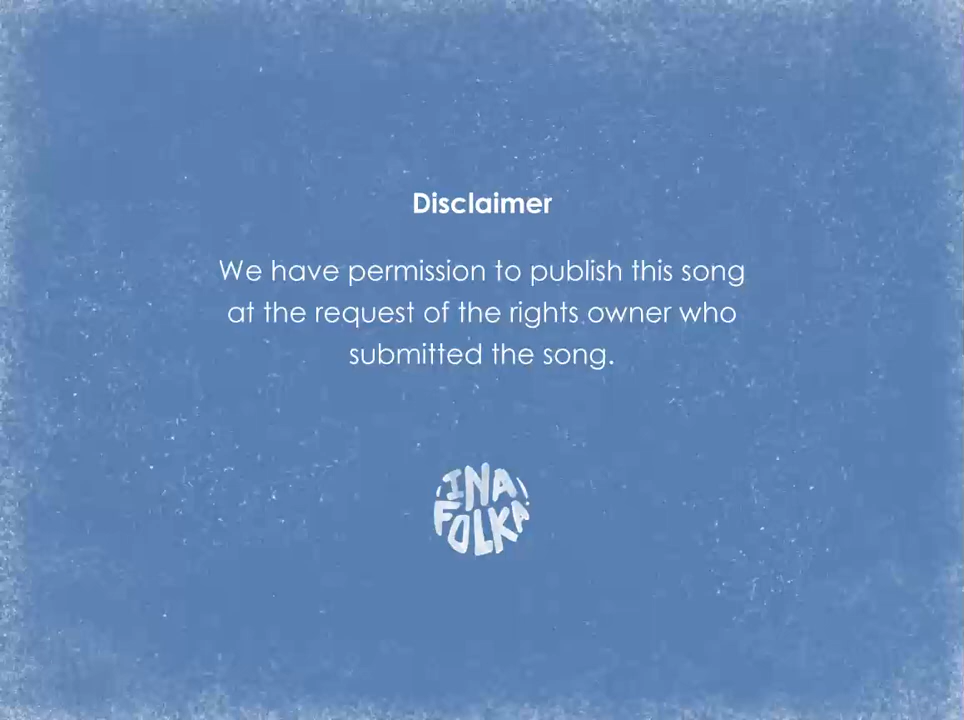 Disclaimer
We have permission to publish this song
at the request of the rights owner who
submitted the song.
INA
FOLKA